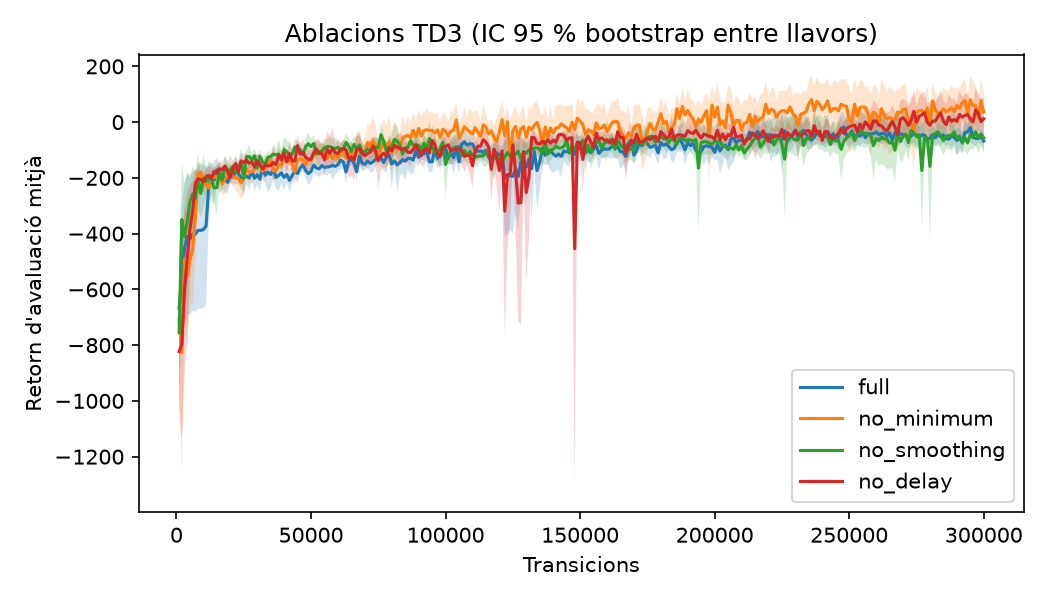 Ablacions TD3 (IC 95 % bootstrap entre llavors)
200
0
−200
−400
−600
−800
−1000
−1200
Retorn d'avaluació mitjà
0
50000
100000
150000
200000
250000
300000
Transicions
full
no_minimum
no_smoothing
no_delay